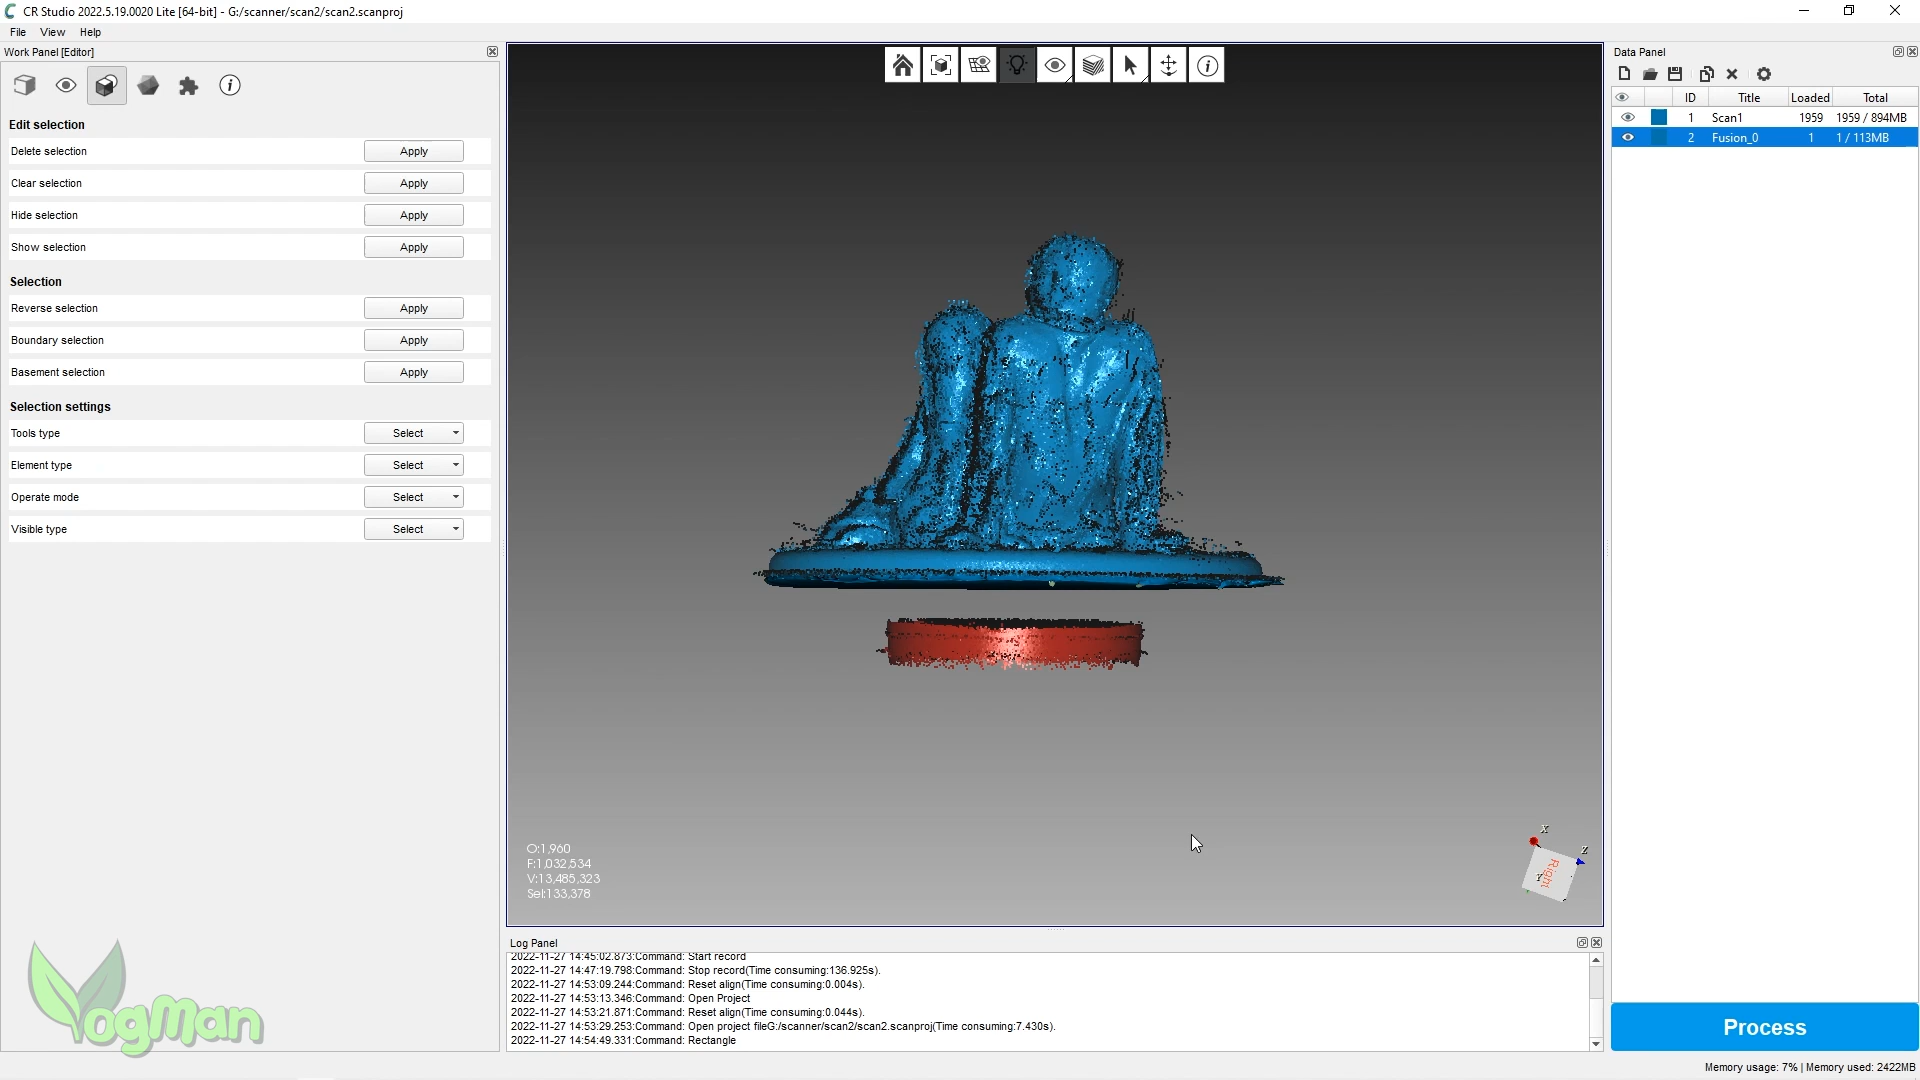 CR Studio 2022.5.19.0020 Lite [64-bit] - G:/scanner/scan2/scan2.scanproj
File View Help
Work Panel [Editor]
Edit selection
Delete selection Apply
Clear selection Apply
Hide selection Apply
Show selection Apply
Selection
Reverse selection Apply
Boundary selection Apply
Basement selection Apply
Selection settings
Tools type Select
Element type Select
Operate mode Select
Visible type Select
YogMan
O:1,960
F:1,032,534
V:13,485,323
Sel:133,378
X
Z
Y
Right
Log Panel
2022-11-27 14:45:02.873:Command: Start record
2022-11-27 14:47:19.798:Command: Stop record(Time consuming:136.925s).
2022-11-27 14:53:09.244:Command: Reset align(Time consuming:0.004s).
2022-11-27 14:53:13.346:Command: Open Project
2022-11-27 14:53:21.871:Command: Reset align(Time consuming:0.044s).
2022-11-27 14:53:29.253:Command: Open project fileG:/scanner/scan2/scan2.scanproj(Time consuming:7.430s).
2022-11-27 14:54:49.331:Command: Rectangle
Data Panel
ID Title Loaded Total
1 Scan1 1959 1959 / 894MB
2 Fusion_0 1 1 / 113MB
Process
Memory usage: 7% | Memory used: 2422MB